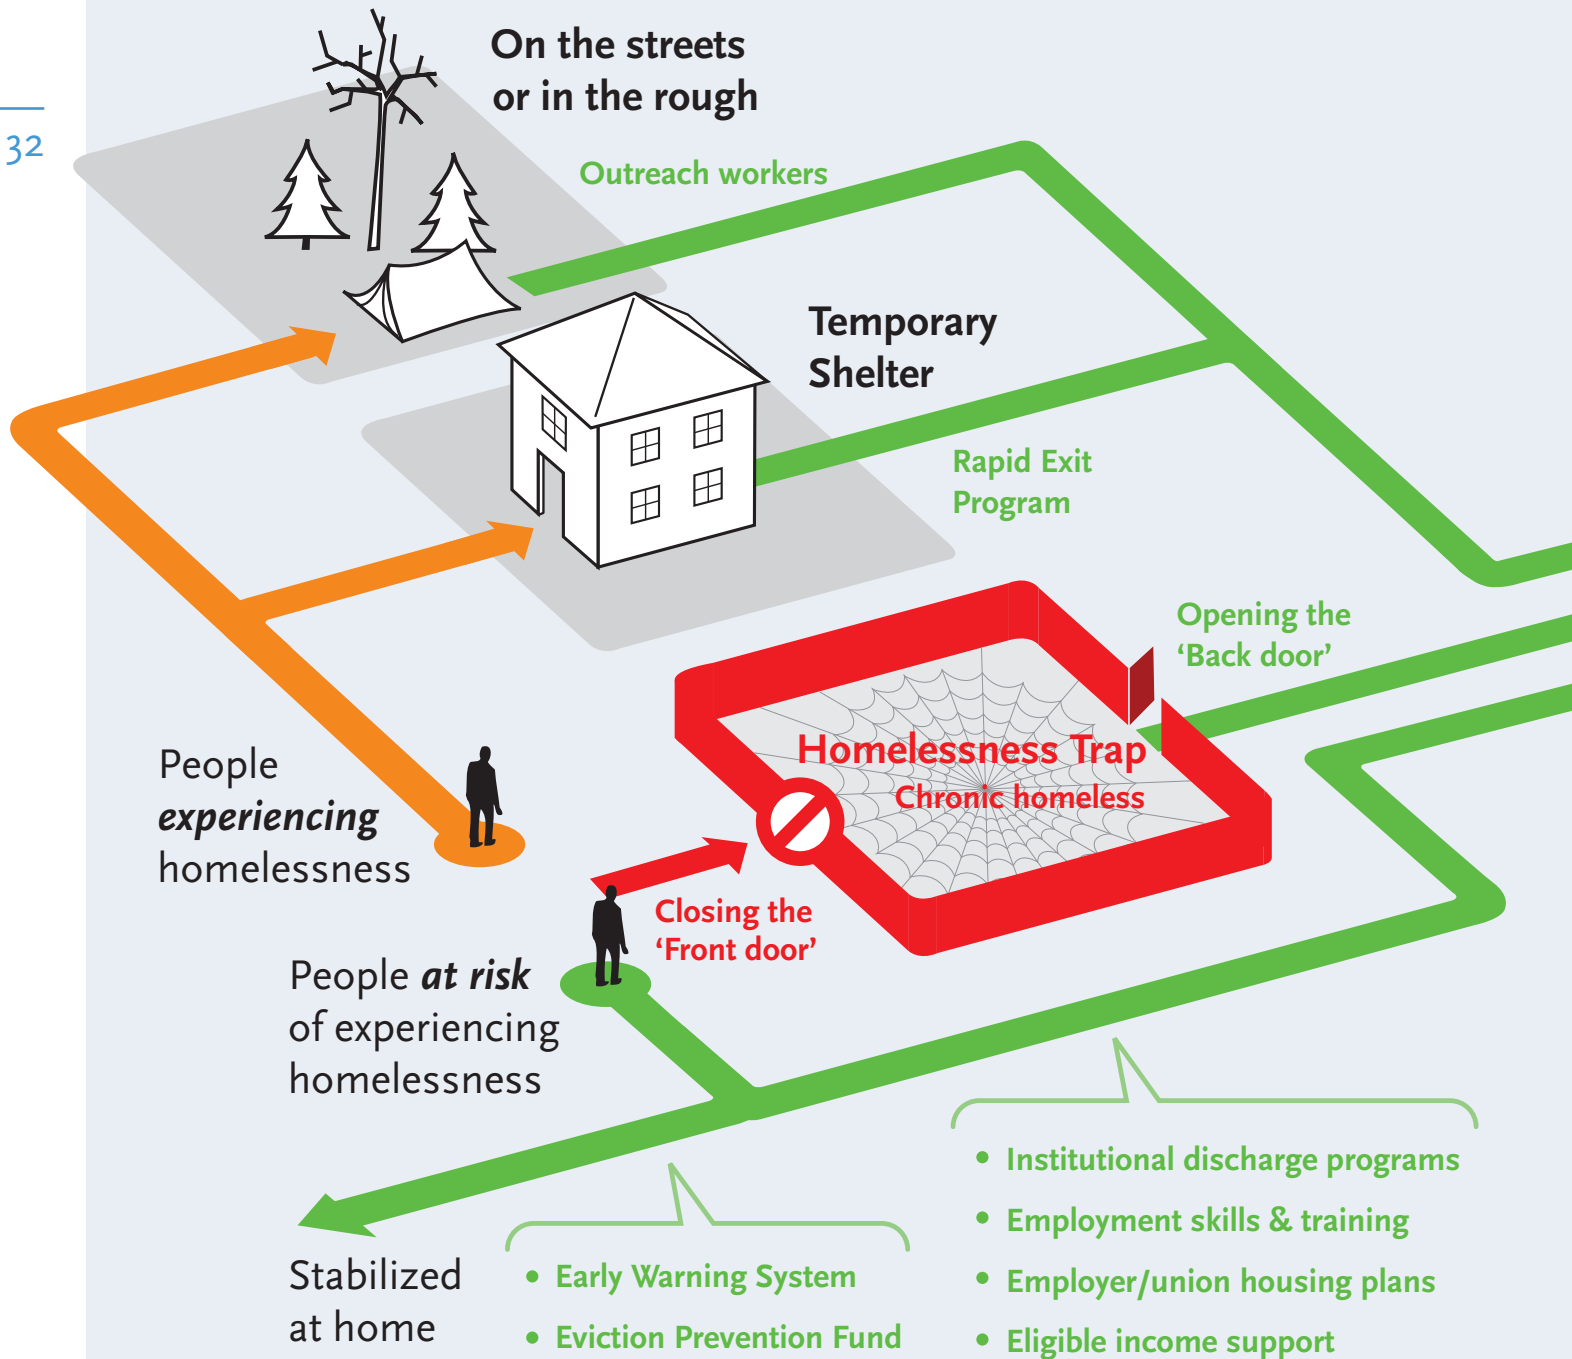 32
On the streets
or in the rough
Outreach workers
Temporary
Shelter
Rapid Exit
Program
Opening the
‘Back door’
Homelessness Trap
Chronic homeless
People
experiencing
homelessness
Closing the
‘Front door’
People at risk
of experiencing
homelessness
Stabilized
at home
• Early Warning System
• Eviction Prevention Fund
• Institutional discharge programs
• Employment skills & training
• Employer/union housing plans
• Eligible income support